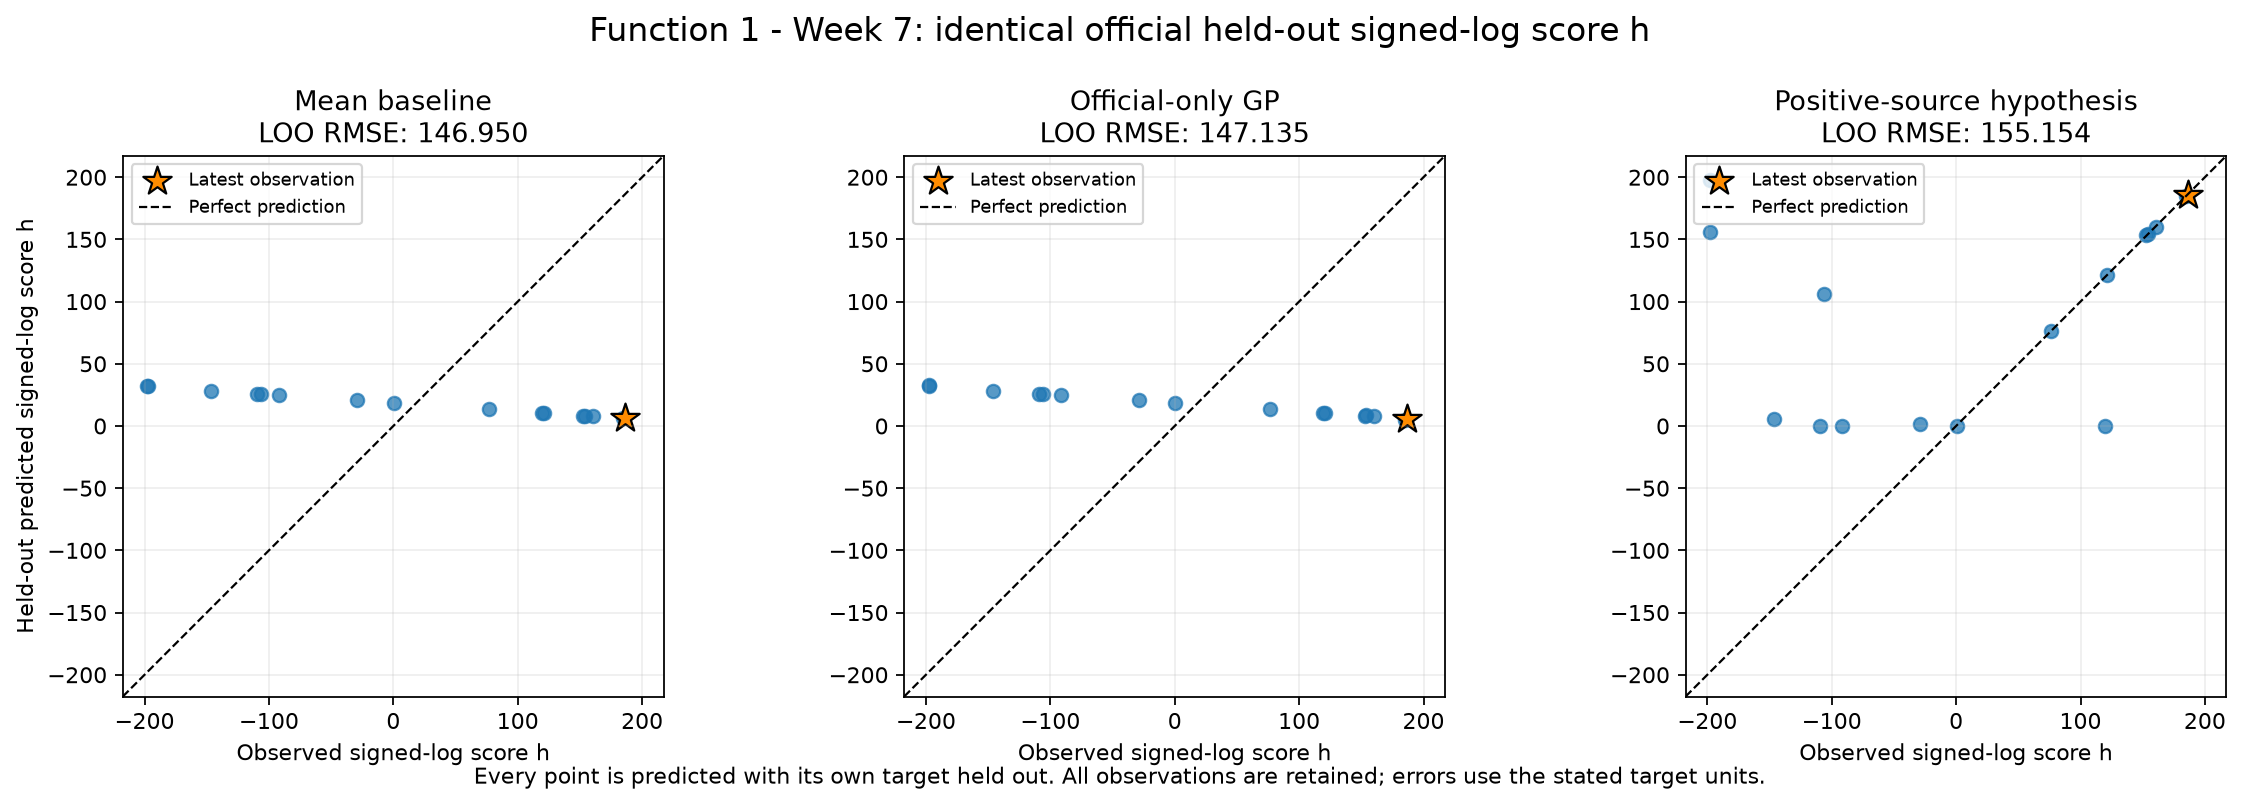 Function 1 - Week 7: identical official held-out signed-log score h
Mean baseline
LOO RMSE: 146.950
Official-only GP
LOO RMSE: 147.135
Positive-source hypothesis
LOO RMSE: 155.154
Held-out predicted signed-log score h
200
150
100
50
0
−50
−100
−150
−200
Latest observation
Perfect prediction
−200
−100
0
100
200
Observed signed-log score h
200
150
100
50
0
−50
−100
−150
−200
Latest observation
Perfect prediction
−200
−100
0
100
200
Observed signed-log score h
200
150
100
50
0
−50
−100
−150
−200
Latest observation
Perfect prediction
−200
−100
0
100
200
Observed signed-log score h
Every point is predicted with its own target held out. All observations are retained; errors use the stated target units.